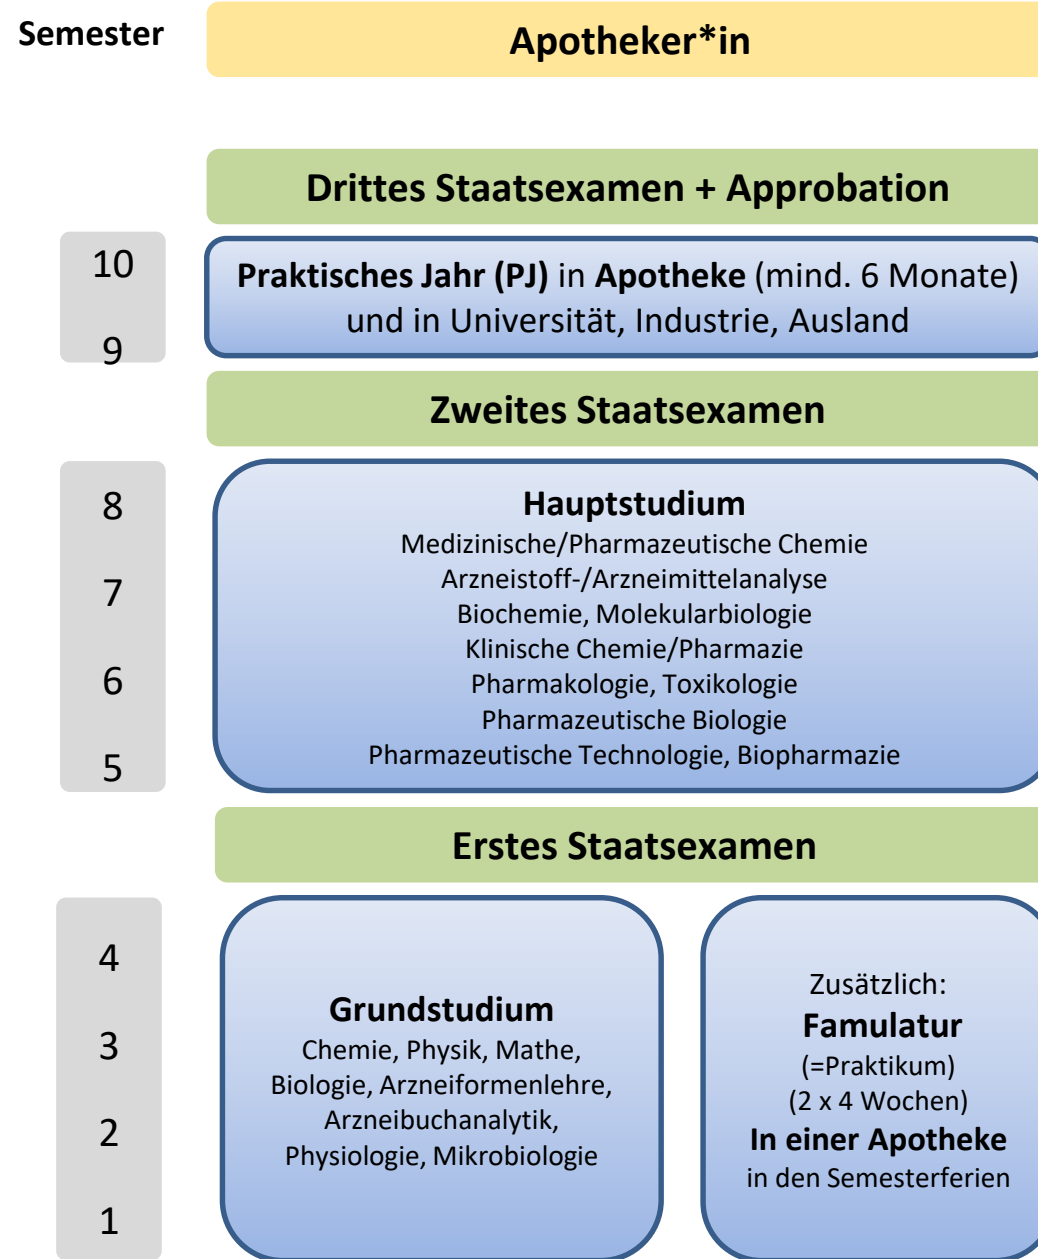 Semester
Apotheker*in
Drittes Staatsexamen + Approbation
10
9
Praktisches Jahr (PJ) in Apotheke (mind. 6 Monate)
und in Universität, Industrie, Ausland
Zweites Staatsexamen
8
7
6
5
Hauptstudium
Medizinische/Pharmazeutische Chemie
Arzneistoff-/Arzneimittelanalyse
Biochemie, Molekularbiologie
Klinische Chemie/Pharmazie
Pharmakologie, Toxikologie
Pharmazeutische Biologie
Pharmazeutische Technologie, Biopharmazie
Erstes Staatsexamen
4
3
2
1
Grundstudium
Chemie, Physik, Mathe,
Biologie, Arzneiformenlehre,
Arzneibuchanalytik,
Physiologie, Mikrobiologie
Zusätzlich:
Famulatur
(=Praktikum)
(2 x 4 Wochen)
In einer Apotheke
in den Semesterferien